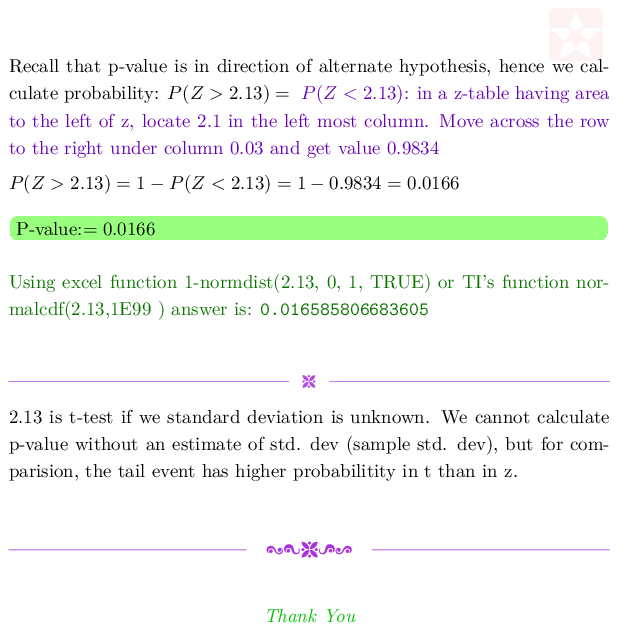 Recall that p-value is in direction of alternate hypothesis, hence we cal-
culate probability: P(Z > 2.13) = P(Z < 2.13): in a z-table having area
to the left of z, locate 2.1 in the left most column. Move across the row
to the right under column 0.03 and get value 0.9834
P(Z > 2.13) = 1 − P(Z < 2.13) = 1 − 0.9834 = 0.0166
P-value:= 0.0166
Using excel function 1-normdist(2.13, 0, 1, TRUE) or TI's function nor-
malcdf(2.13,1E99 ) answer is: 0.016585806683605
2.13 is t-test if we standard deviation is unknown. We cannot calculate
p-value without an estimate of std. dev (sample std. dev), but for com-
parision, the tail event has higher probabilitity in t than in z.
Thank You